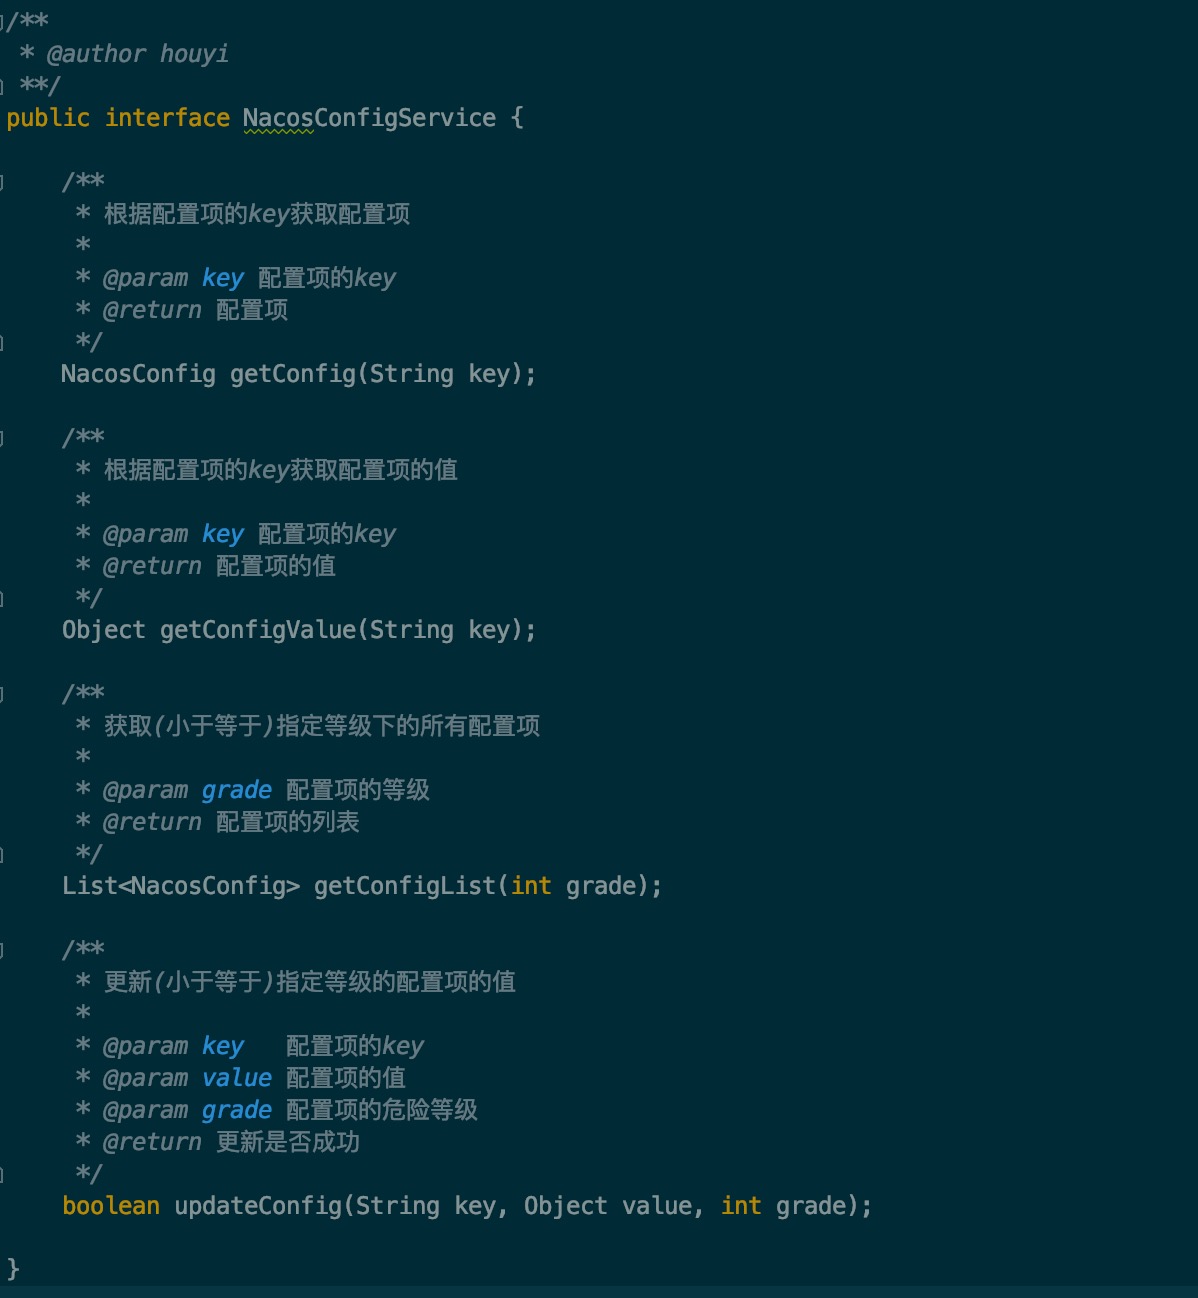 /**
 * @author houyi
 **/
public interface NacosConfigService {
    /**
     * 根据配置项的key获取配置项
     *
     * @param key 配置项的key
     * @return 配置项
     */
    NacosConfig getConfig(String key);
    /**
     * 根据配置项的key获取配置项的值
     *
     * @param key 配置项的key
     * @return 配置项的值
     */
    Object getConfigValue(String key);
    /**
     * 获取(小于等于)指定等级下的所有配置项
     *
     * @param grade 配置项的等级
     * @return 配置项的列表
     */
    List<NacosConfig> getConfigList(int grade);
    /**
     * 更新(小于等于)指定等级的配置项的值
     *
     * @param key   配置项的key
     * @param value 配置项的值
     * @param grade 配置项的危险等级
     * @return 更新是否成功
     */
    boolean updateConfig(String key, Object value, int grade);
}